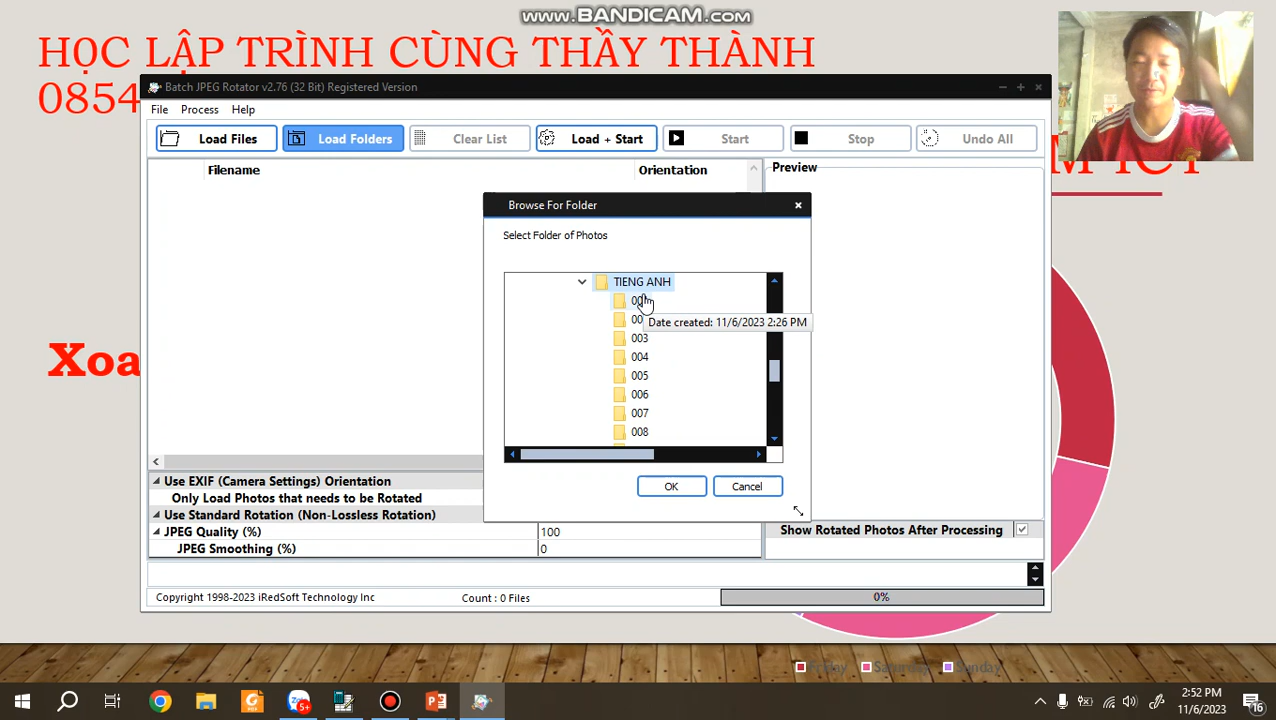 www.BANDICAM.com
HỌC LẬP TRÌNH CÙNG THẦY THÀNH
0854
Batch JPEG Rotator v2.76 (32 Bit) Registered Version
File Process Help
Load Files Load Folders Clear List Load + Start Start Stop Undo All
Filename Orientation Preview
Browse For Folder
Select Folder of Photos
TIENG ANH
Date created: 11/6/2023 2:26 PM
003
004
005
006
007
008
OK Cancel
Xoa
Use EXIF (Camera Settings) Orientation
Only Load Photos that needs to be Rotated
Use Standard Rotation (Non-Lossless Rotation)
JPEG Quality (%) 100
JPEG Smoothing (%) 0
Show Rotated Photos After Processing
Copyright 1998-2023 iRedSoft Technology Inc Count : 0 Files 0%
Friday Saturday Sunday
5+
2:52 PM
11/6/2023
16